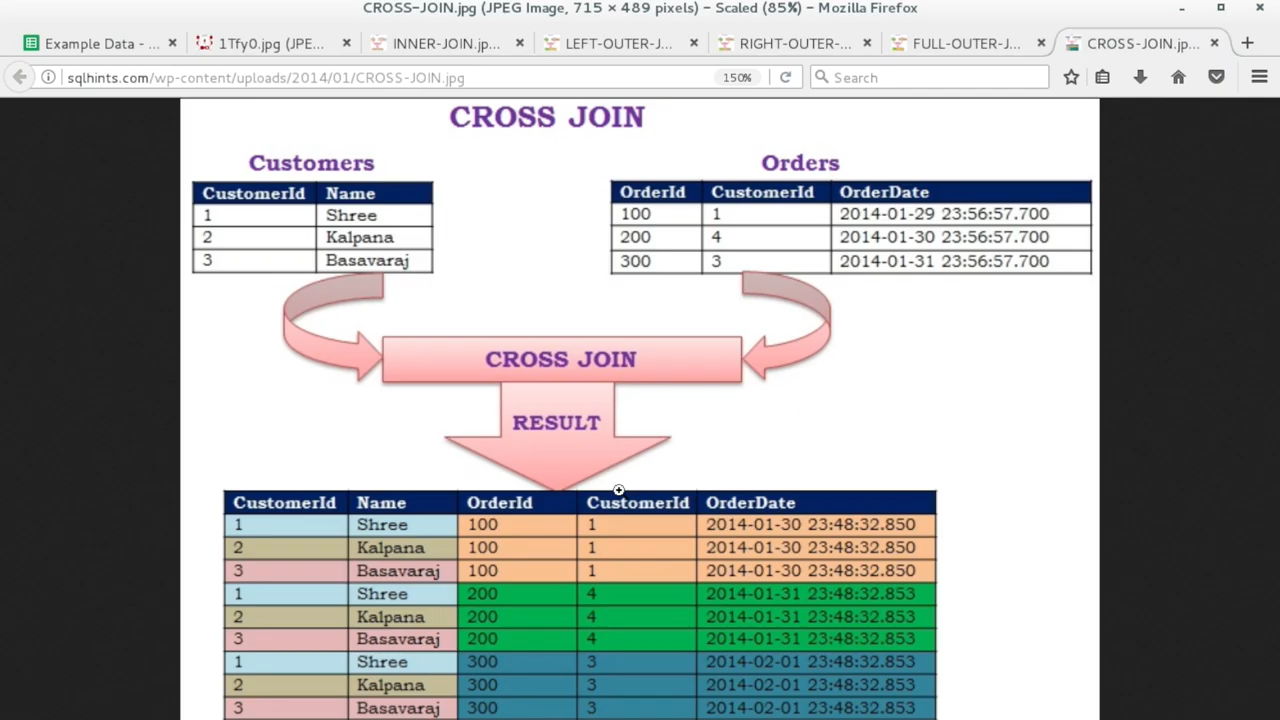 CROSS-JOIN.jpg (JPEG Image, 715 × 489 pixels) – Scaled (85%) – Mozilla Firefox
Example Data - ... 1Tfy0.jpg (JPE... INNER-JOIN.jp... LEFT-OUTER-J... RIGHT-OUTER-... FULL-OUTER-J... CROSS-JOIN.jp...
sqlhints.com/wp-content/uploads/2014/01/CROSS-JOIN.jpg 150% Search
CROSS JOIN
Customers Orders
CustomerId Name OrderId CustomerId OrderDate
1 Shree 100 1 2014-01-29 23:56:57.700
2 Kalpana 200 4 2014-01-30 23:56:57.700
3 Basavaraj 300 3 2014-01-31 23:56:57.700
CROSS JOIN
RESULT
CustomerId Name OrderId CustomerId OrderDate
1 Shree 100 1 2014-01-30 23:48:32.850
2 Kalpana 100 1 2014-01-30 23:48:32.850
3 Basavaraj 100 1 2014-01-30 23:48:32.850
1 Shree 200 4 2014-01-31 23:48:32.853
2 Kalpana 200 4 2014-01-31 23:48:32.853
3 Basavaraj 200 4 2014-01-31 23:48:32.853
1 Shree 300 3 2014-02-01 23:48:32.853
2 Kalpana 300 3 2014-02-01 23:48:32.853
3 Basavaraj 300 3 2014-02-01 23:48:32.853